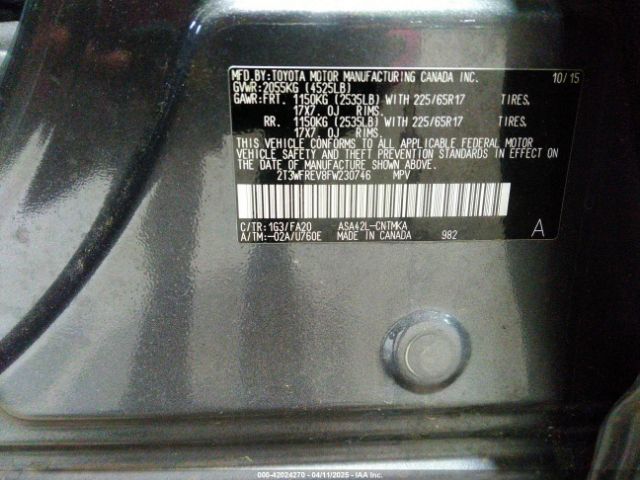 MFD.BY:TOYOTA MOTOR MANUFACTURING CANADA INC. 10/15
GVWR:2055KG (4525LB)
GAWR:FRT. 1150KG (2535LB) WITH 225/65R17 TIRES,
17X7.0J RIMS
RR. 1150KG (2535LB) WITH 225/65R17 TIRES,
17X7.0J RIMS
THIS VEHICLE CONFORMS TO ALL APPLICABLE FEDERAL MOTOR
VEHICLE SAFETY AND THEFT PREVENTION STANDARDS IN EFFECT ON
THE DATE OF MANUFACTURE SHOWN ABOVE.
2T3WFREV8FW230746 MPV
C/TR:1G3/FA20 ASA42L-CNTMKA
A/TM:-02A/U760E MADE IN CANADA 982 A
000-42024270 - 04/11/2025 - IAA Inc.